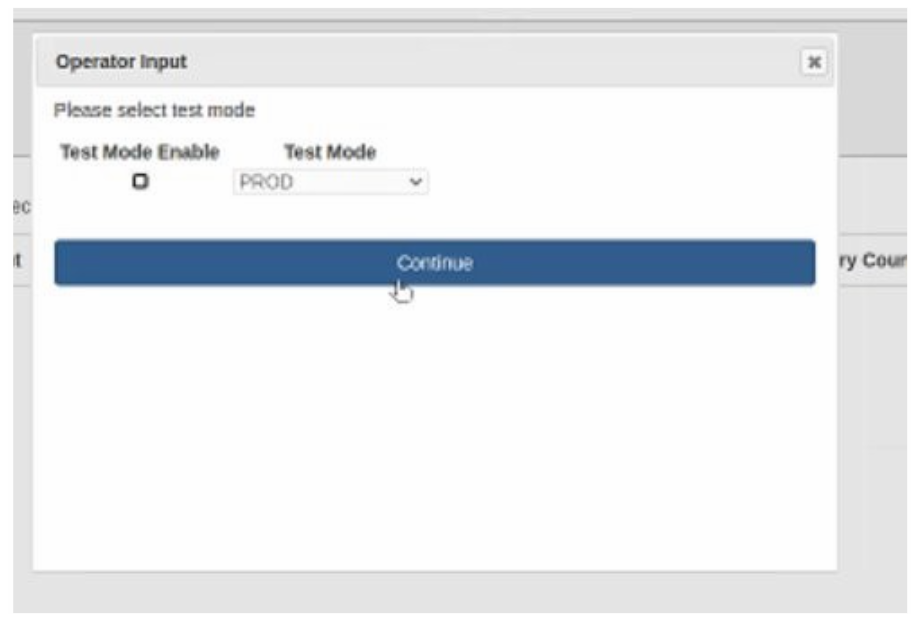 Operator Input
Please select test mode
Test Mode Enable Test Mode
PROD
Continue
ry Cour